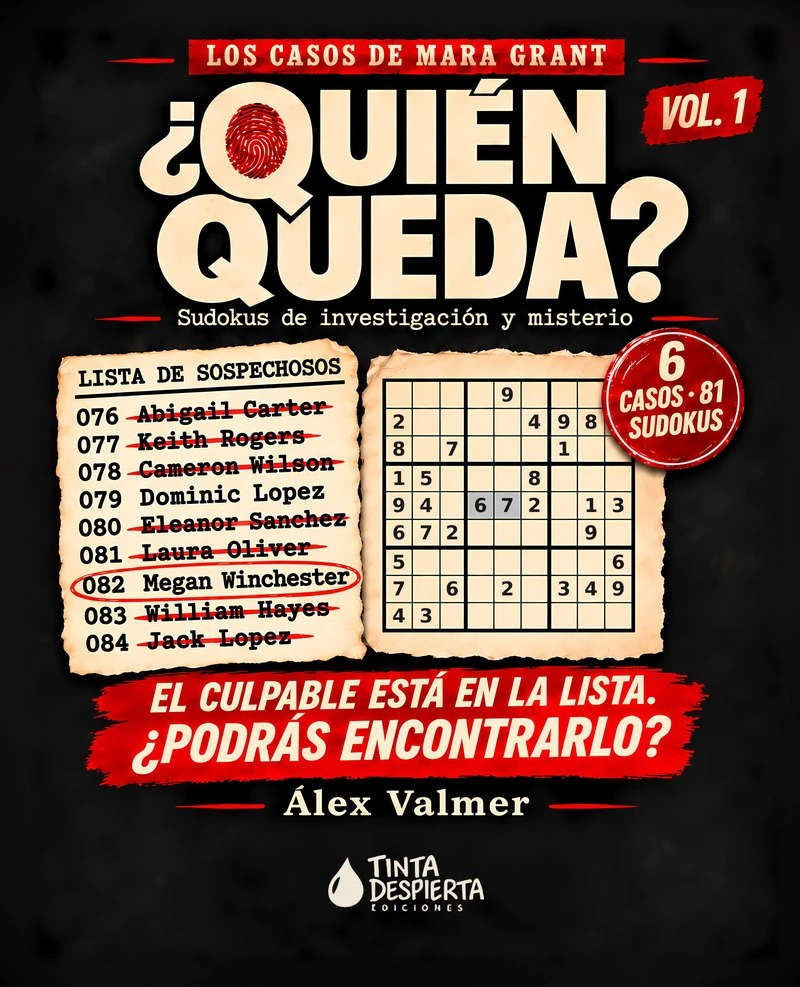 LOS CASOS DE MARA GRANT
¿QUIÉN
QUEDA?
VOL. 1
Sudokus de investigación y misterio
LISTA DE SOSPECHOSOS
076 Abigail Carter
077 Keith Rogers
078 Cameron Wilson
079 Dominic Lopez
080 Eleanor Sanchez
081 Laura Oliver
082 Megan Winchester
083 William Hayes
084 Jack Lopez
9
2 4 9 8
8 7 1
1 5 8
9 4 6 7 2 1 3
6 7 2 9
5 6
7 6 2 3 4 9
4 3
6
CASOS · 81
SUDOKUS
EL CULPABLE ESTÁ EN LA LISTA.
¿PODRÁS ENCONTRARLO?
Álex Valmer
TINTA
DESPIERTA
EDICIONES